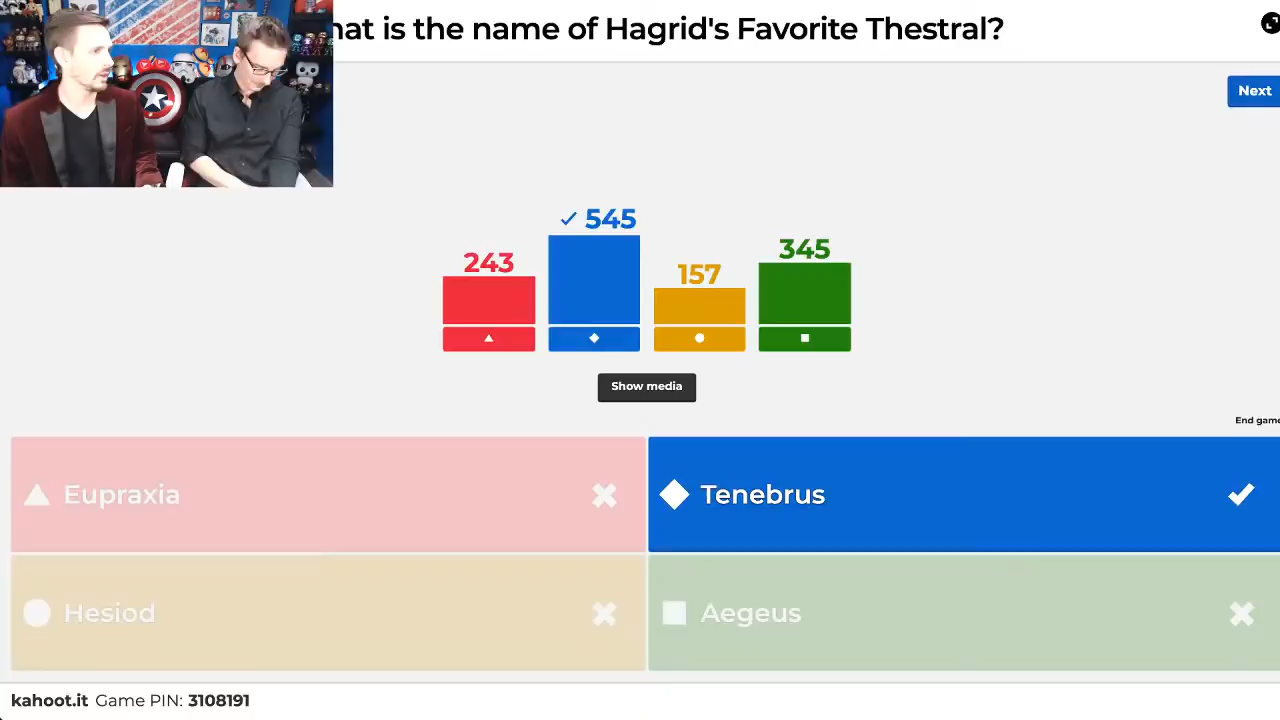 hat is the name of Hagrid's Favorite Thestral?
Next
243
545
157
345
Show media
End game
Eupraxia
Tenebrus
Hesiod
Aegeus
kahoot.it Game PIN: 3108191